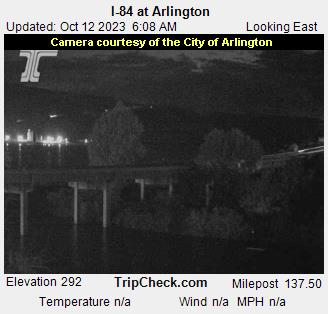 I-84 at Arlington
Updated: Oct 12 2023 6:08 AM Looking East
Camera courtesy of the City of Arlington
Elevation 292 TripCheck.com Milepost 137.50
Temperature n/a Wind n/a MPH n/a